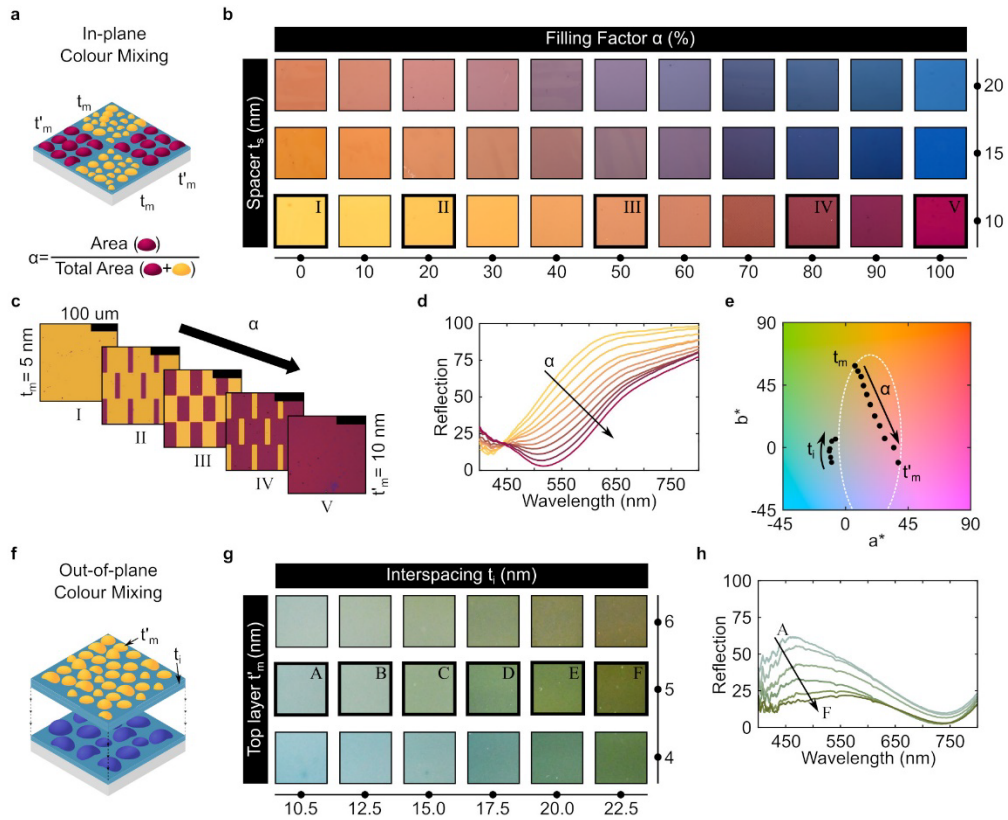 a
In-plane
Colour Mixing
t_m
t'_m
t'_m
t_m
α= Area ( )
Total Area ( + )
b
Filling Factor α (%)
Spacer t_s (nm)
I
II
III
IV
V
20
15
10
0 10 20 30 40 50 60 70 80 90 100
c
100 um
α
t_m= 5 nm
I
II
III
IV
V
t'_m= 10 nm
d
100
75
50
25
0
Reflection
α
450 550 650 750
Wavelength (nm)
e
90
45
0
-45
b*
t_m
α
t_i
t'_m
-45 0 45 90
a*
f
Out-of-plane
Colour Mixing
t'_m
t_i
g
Interspacing t_i (nm)
Top layer t'_m (nm)
A B C D E F
6
5
4
10.5 12.5 15.0 17.5 20.0 22.5
h
100
75
50
25
0
Reflection
A
F
450 550 650 750
Wavelength (nm)